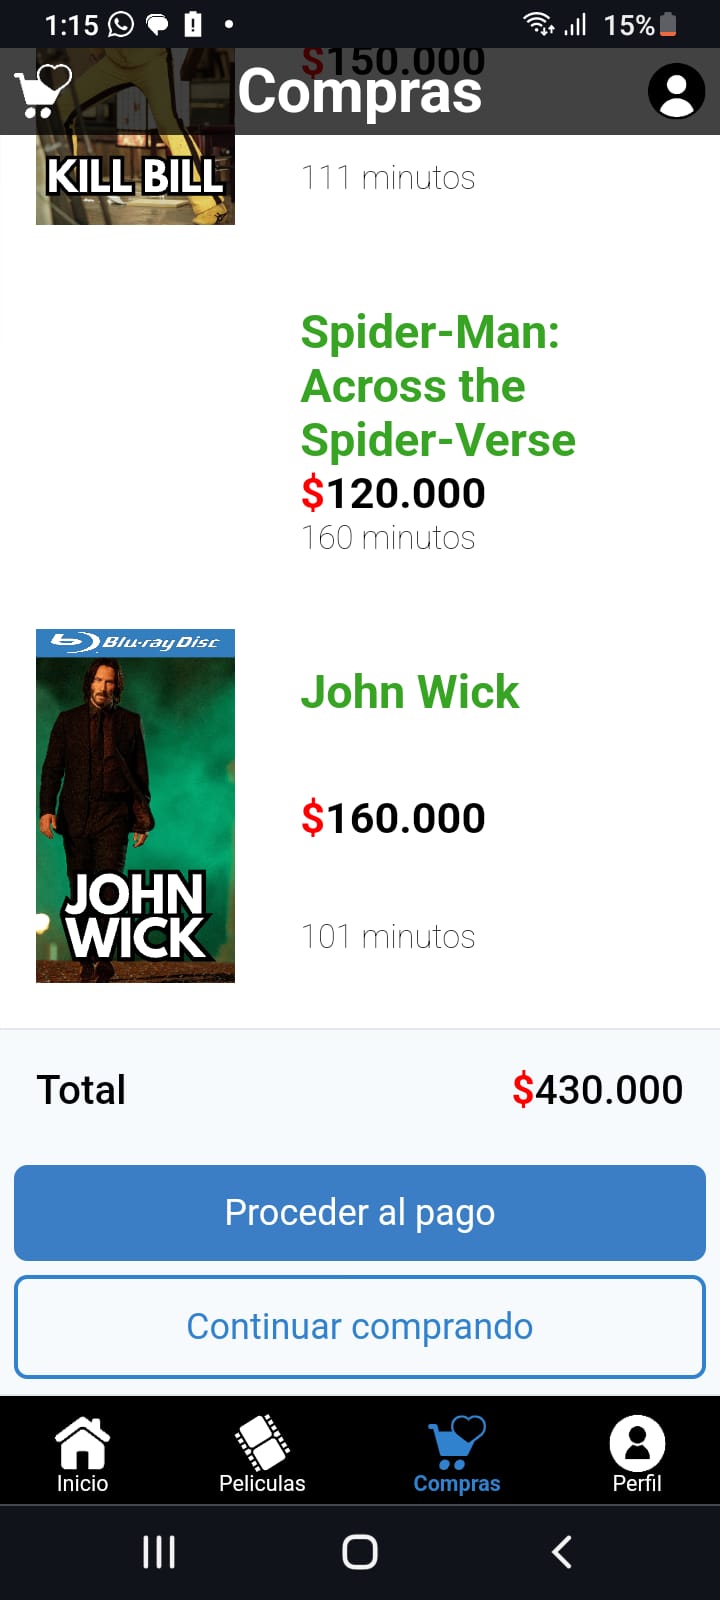 1:15
15%
$150.000
Compras
KILL BILL
111 minutos
Spider-Man:
Across the
Spider-Verse
$120.000
160 minutos
Blu-ray Disc
John Wick
$160.000
JOHN
WICK
101 minutos
Total $430.000
Proceder al pago
Continuar comprando
Inicio Peliculas Compras Perfil